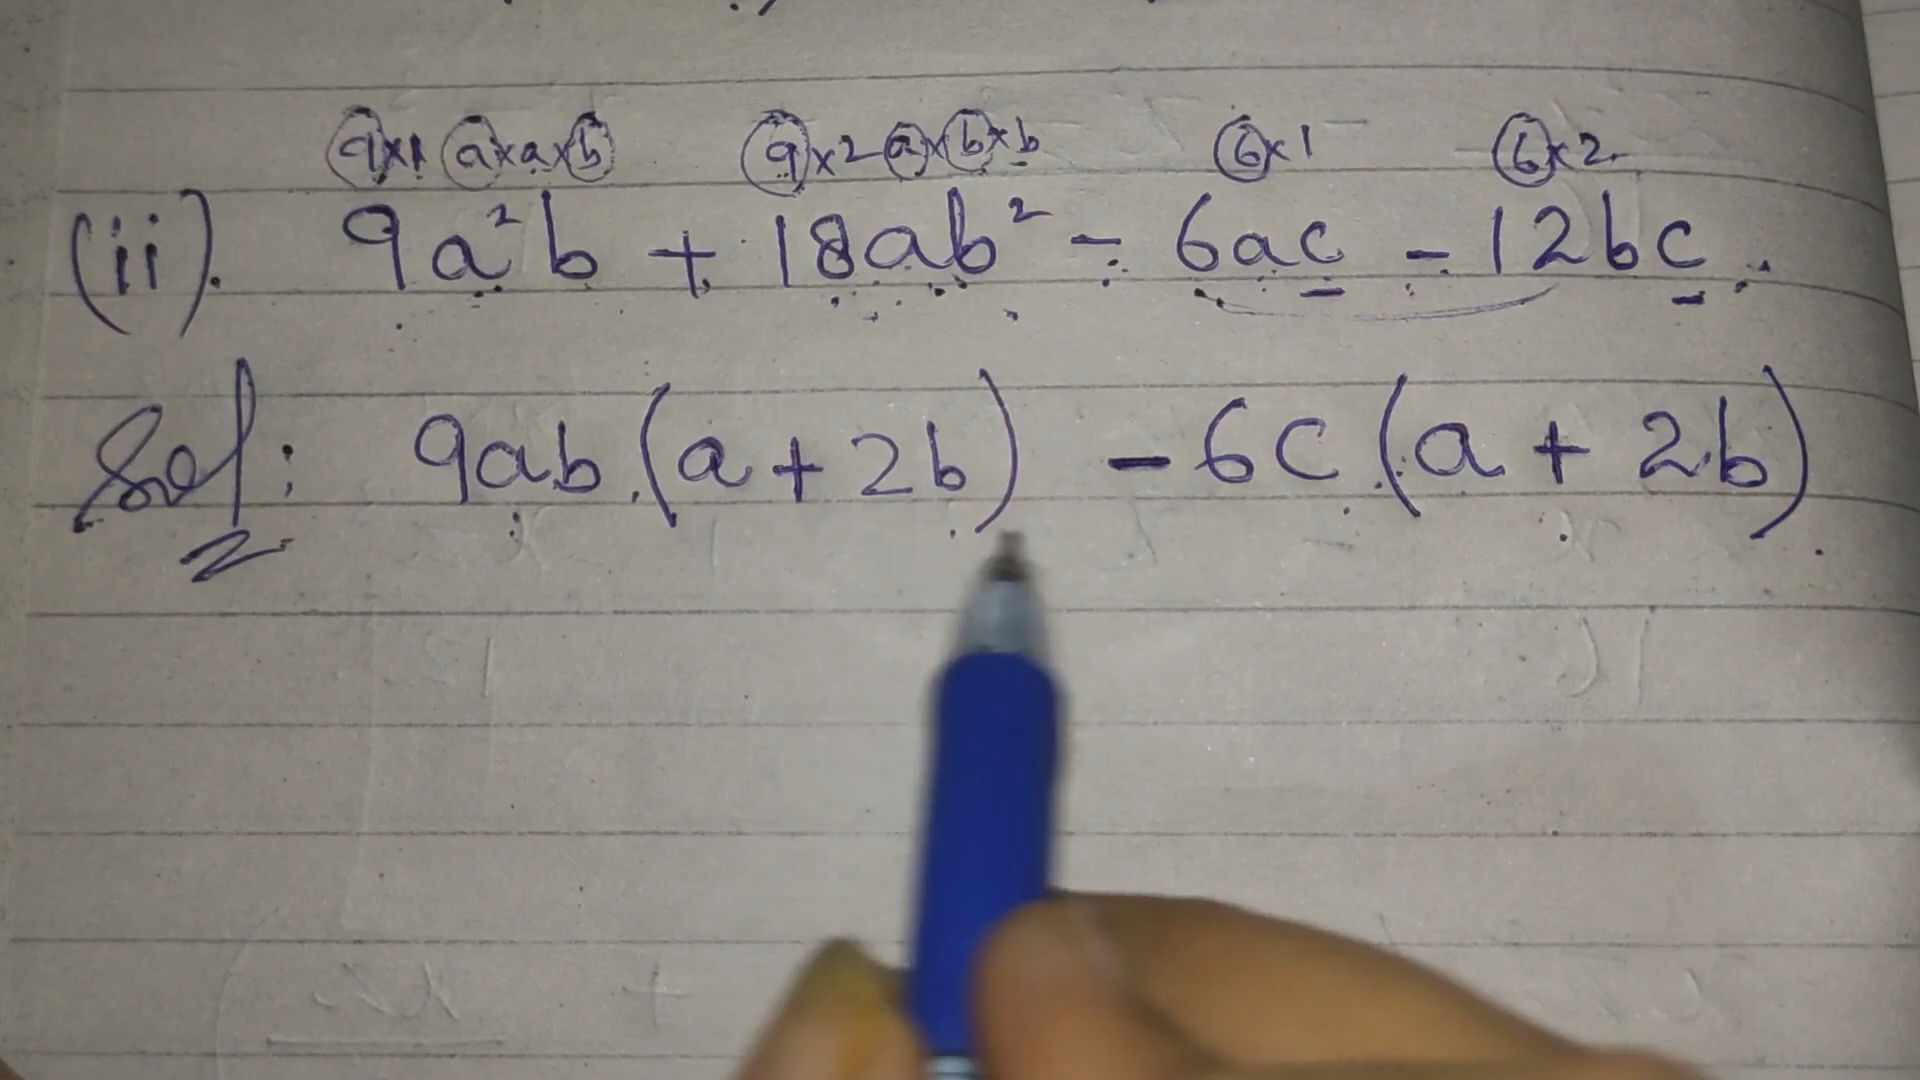 9×1 a×a×b 9×2 a×b×b 6×1 6×2
(ii). 9a²b + 18ab² - 6ac - 12bc.
Sol: 9ab(a + 2b) - 6c(a + 2b)